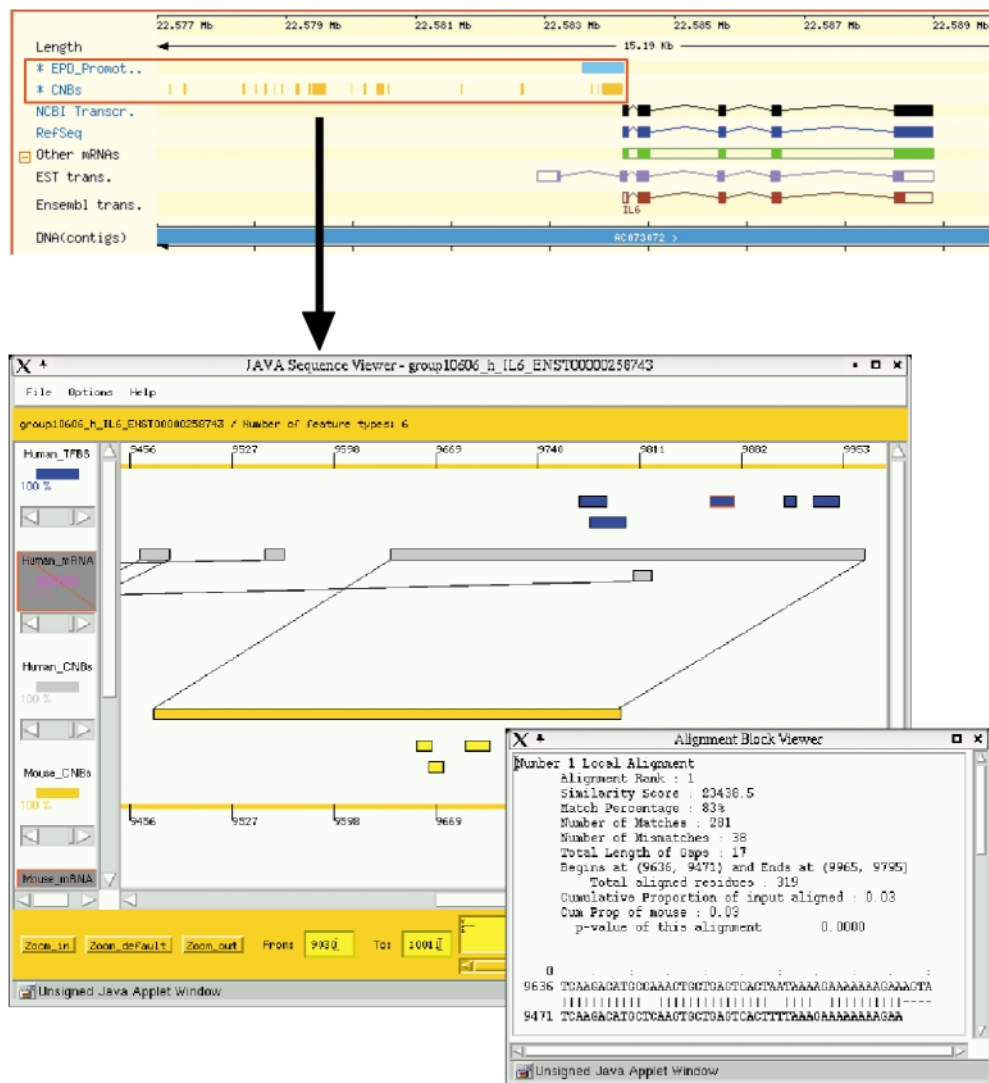 22.577 Mb 22.579 Mb 22.581 Mb 22.583 Mb 22.585 Mb 22.587 Mb 22.589 Mb
Length 15.19 Kb
* EPD_Promot..
* CNBs
NCBI Transcr.
RefSeq
Other mRNAs
EST trans.
Ensembl trans.
IL6
DNA(contigs) AC073072 >
JAVA Sequence Viewer - group10606_h_IL6_ENST00000258743
File Options Help
group10606_h_IL6_ENST00000258743 / Number of feature types: 6
Human_TFBS 9456 9527 9598 9669 9740 9811 9882 9953
100 %
Human_mRNA
Human_CNBs
100 %
Mouse_CNBs
100 %
9456 9527 9598 9669
Mouse_mRNA
Zoom_in Zoom_default Zoom_out From: 9030 To: 10011
Unsigned Java Applet Window
Alignment Block Viewer
Number 1 Local Alignment
Alignment Rank : 1
Similarity Score : 23438.5
Match Percentage : 83%
Number of Matches : 281
Number of Mismatches : 38
Total Length of Gaps : 17
Begins at (9636, 9471) and Ends at (9965, 9795)
Total aligned residues : 319
Cumulative Proportion of input aligned : 0.03
Cum Prop of mouse : 0.03
p-value of this alignment 0.0000
0 . : . : . : . :
9636 TCAAGACATGCCAAAGTGCTGAGTCACTAATAAAAGAAAAAAAGAAAGTA
9471 TCAAGACATGCTCAAGTGCTGAGTCACTTTTAAAGAAAAAAAAGAA
Unsigned Java Applet Window